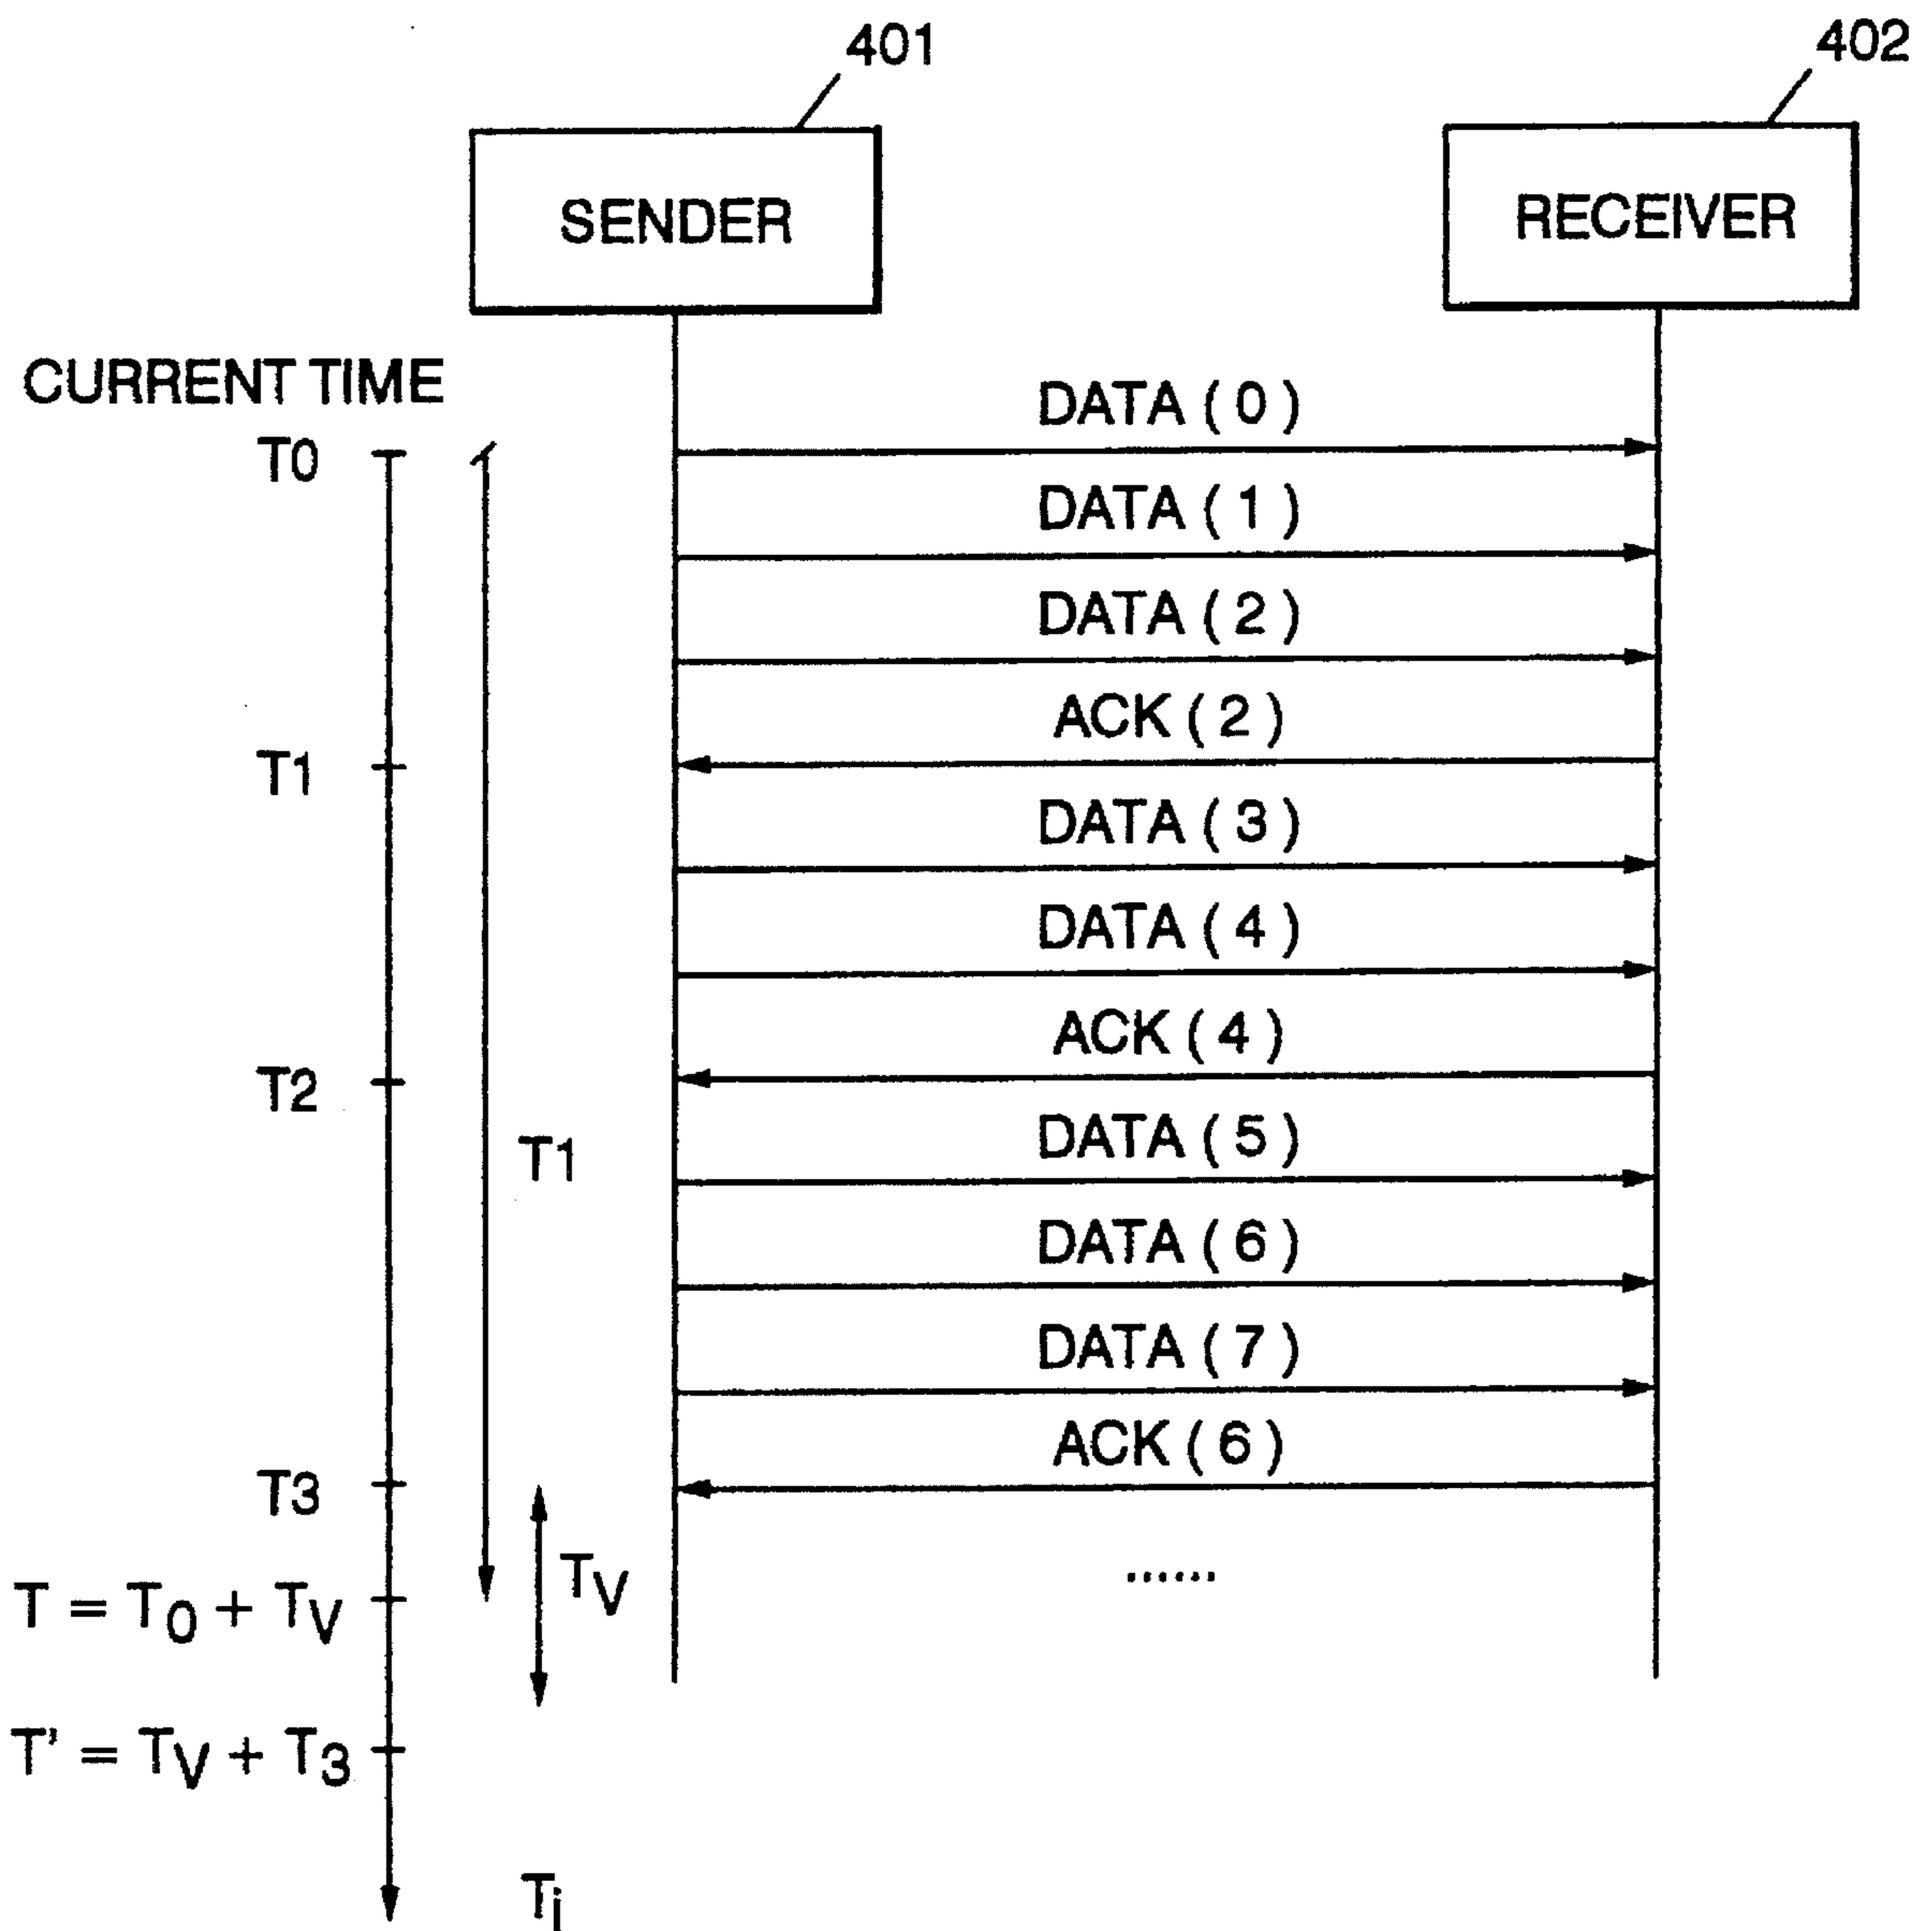 401
402
SENDER
RECEIVER
CURRENT TIME
DATA ( 0 )
T0
DATA ( 1 )
DATA ( 2 )
ACK ( 2 )
T1
DATA ( 3 )
DATA ( 4 )
ACK ( 4 )
T2
DATA ( 5 )
T1
DATA ( 6 )
DATA ( 7 )
ACK ( 6 )
T3
TV
......
T = T0 + TV
T' = TV + T3
Ti